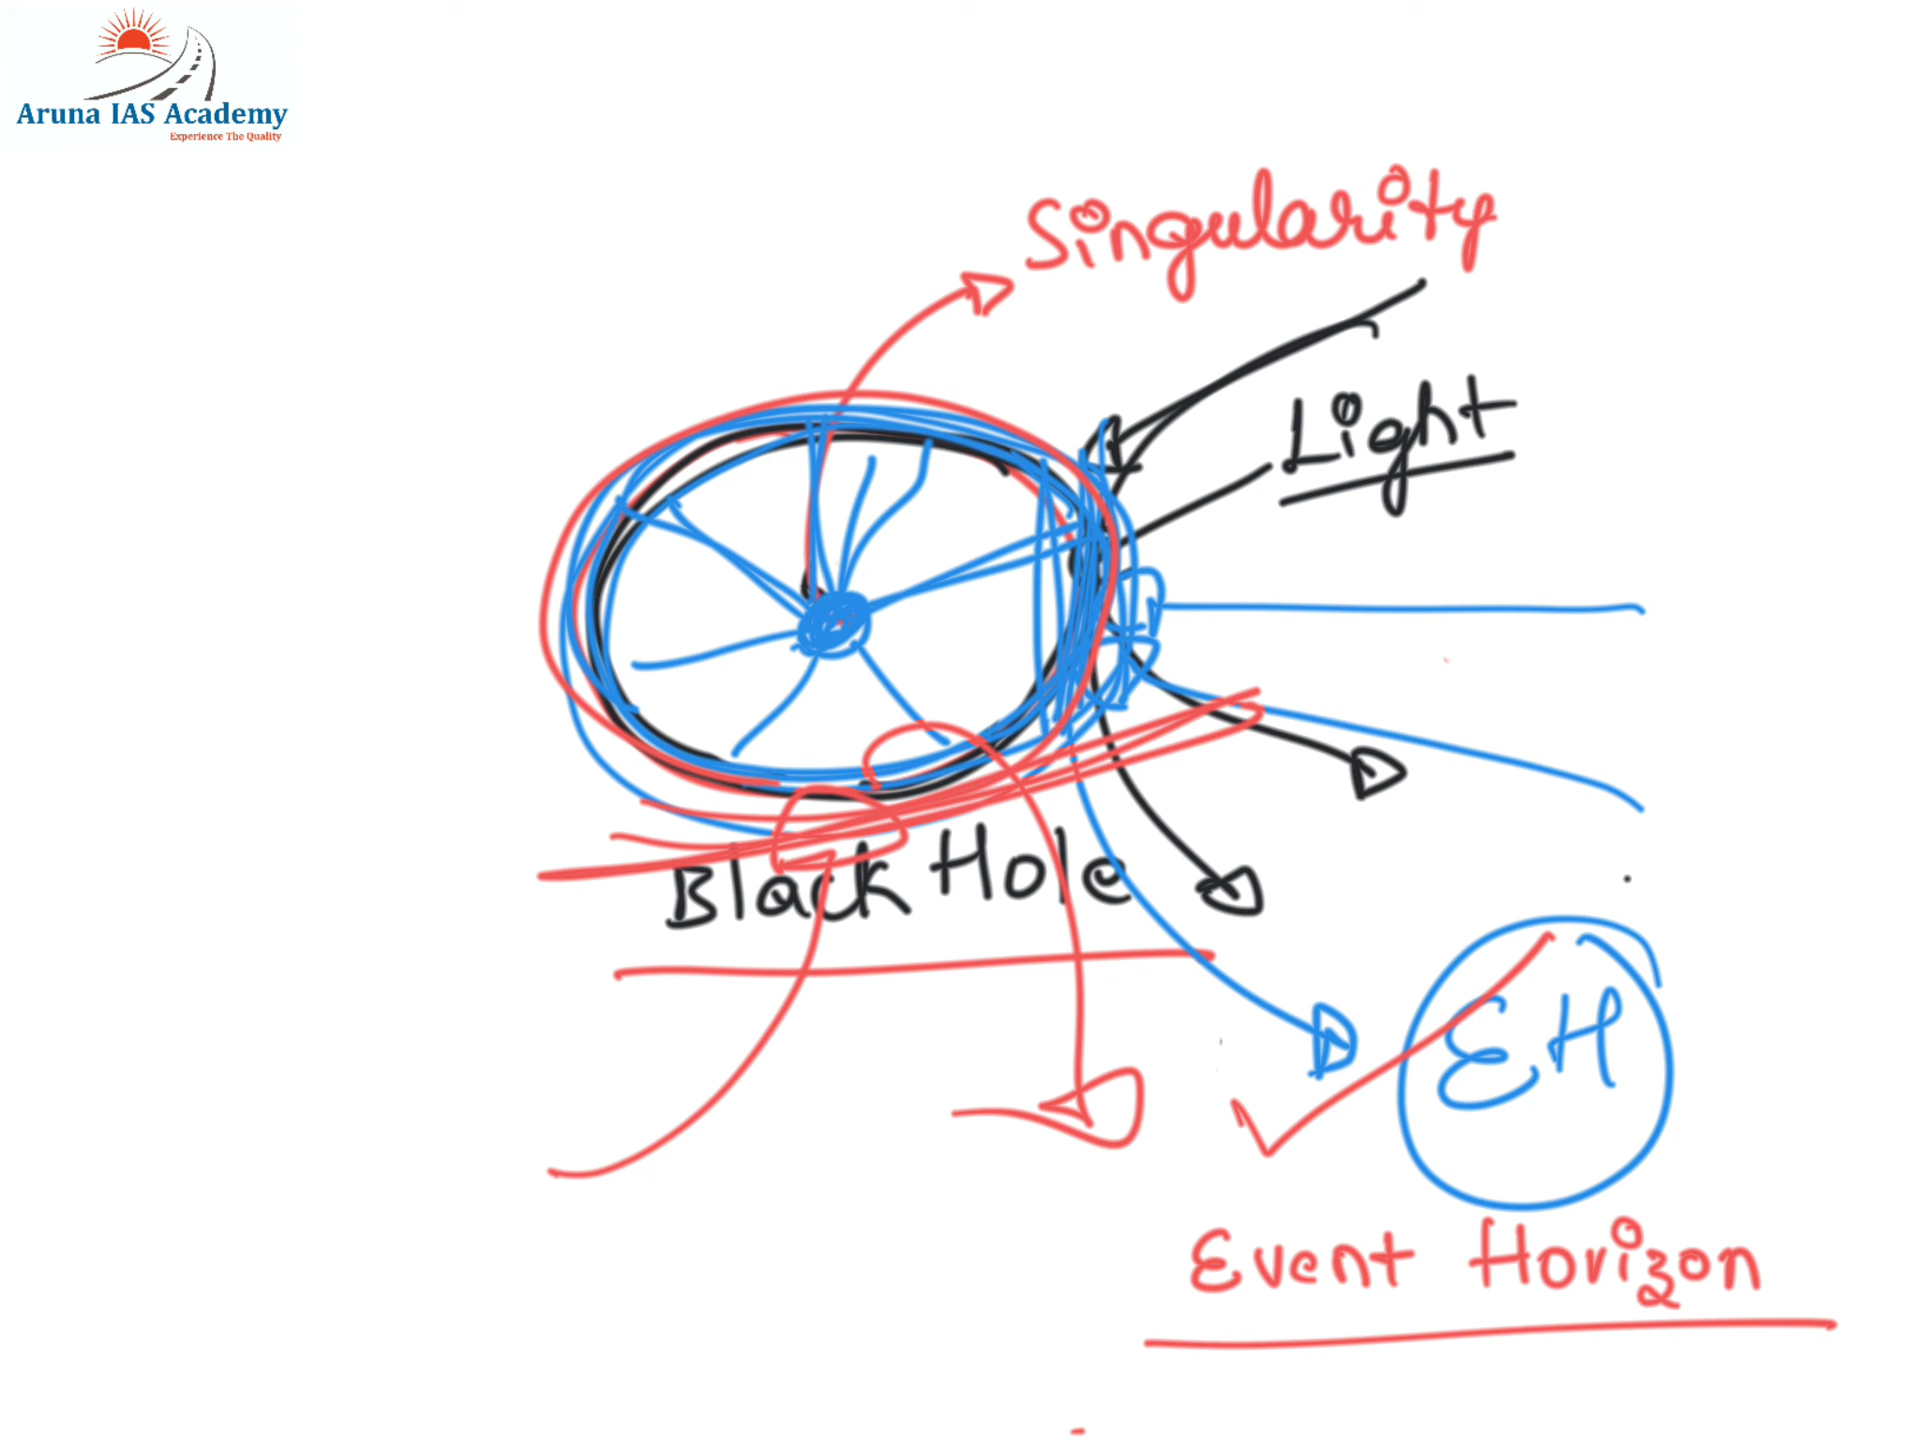 Aruna IAS Academy
Experience The Quality
Singularity
Light
Black Hole
EH
Event Horizon